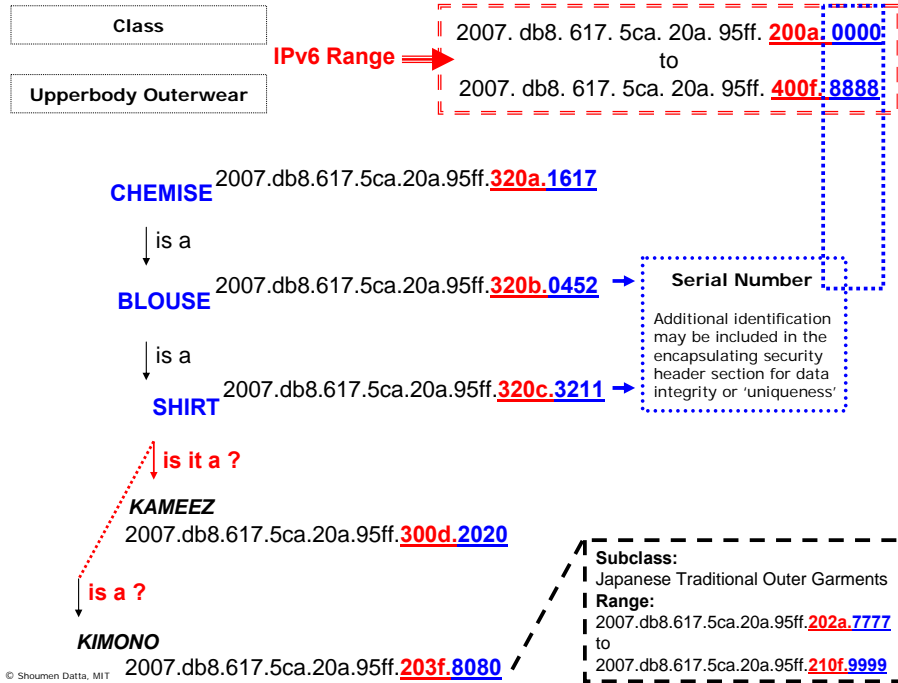 Class
Upperbody Outerwear
IPv6 Range
2007. db8. 617. 5ca. 20a. 95ff. 200a. 0000
to
2007. db8. 617. 5ca. 20a. 95ff. 400f. 8888
CHEMISE 2007.db8.617.5ca.20a.95ff.320a.1617
is a
BLOUSE 2007.db8.617.5ca.20a.95ff.320b.0452
is a
SHIRT 2007.db8.617.5ca.20a.95ff.320c.3211
Serial Number
Additional identification
may be included in the
encapsulating security
header section for data
integrity or 'uniqueness'
is it a ?
KAMEEZ
2007.db8.617.5ca.20a.95ff.300d.2020
is a ?
KIMONO
2007.db8.617.5ca.20a.95ff.203f.8080
Subclass:
Japanese Traditional Outer Garments
Range:
2007.db8.617.5ca.20a.95ff.202a.7777
to
2007.db8.617.5ca.20a.95ff.210f.9999
© Shoumen Datta, MIT